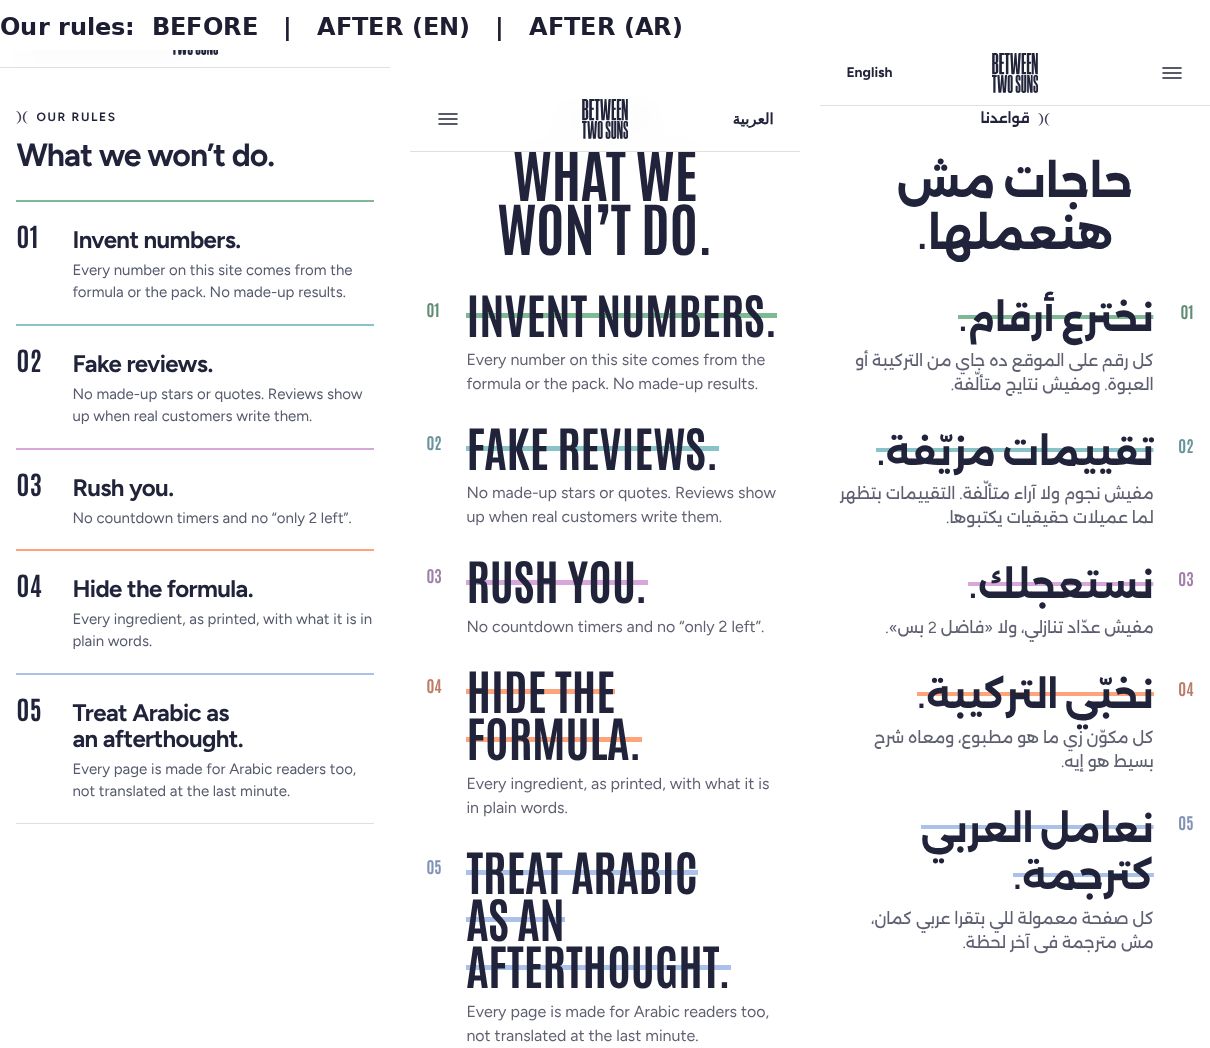 Our rules: BEFORE | AFTER (EN) | AFTER (AR)
TWO SUNS
OUR RULES
What we won’t do.
01
Invent numbers.
Every number on this site comes from the
formula or the pack. No made-up results.
02
Fake reviews.
No made-up stars or quotes. Reviews show
up when real customers write them.
03
Rush you.
No countdown timers and no “only 2 left”.
04
Hide the formula.
Every ingredient, as printed, with what it is in
plain words.
05
Treat Arabic as
an afterthought.
Every page is made for Arabic readers too,
not translated at the last minute.
BETWEEN
TWO SUNS
العربية
WHAT WE
WON’T DO.
01
INVENT NUMBERS.
Every number on this site comes from the
formula or the pack. No made-up results.
02
FAKE REVIEWS.
No made-up stars or quotes. Reviews show
up when real customers write them.
03
RUSH YOU.
No countdown timers and no “only 2 left”.
04
HIDE THE
FORMULA.
Every ingredient, as printed, with what it is
in plain words.
05
TREAT ARABIC
AS AN
AFTERTHOUGHT.
Every page is made for Arabic readers too,
not translated at the last minute.
English
BETWEEN
TWO SUNS
قواعدنا
حاجات مش
هنعملها.
01
نخترع أرقام.
كل رقم على الموقع ده جاي من التركيبة أو
العبوة. ومفيش نتايج متألّفة.
02
تقييمات مزيّفة.
مفيش نجوم ولا آراء متألّفة. التقييمات بتظهر
لما عميلات حقيقيات يكتبوها.
03
نستعجلك.
مفيش عدّاد تنازلي، ولا «فاضل 2 بس».
04
نخبّي التركيبة.
كل مكوّن زي ما هو مطبوع، ومعاه شرح
بسيط هو إيه.
05
نعامل العربي
كترجمة.
كل صفحة معمولة للي بتقرا عربي كمان،
مش مترجمة في آخر لحظة.